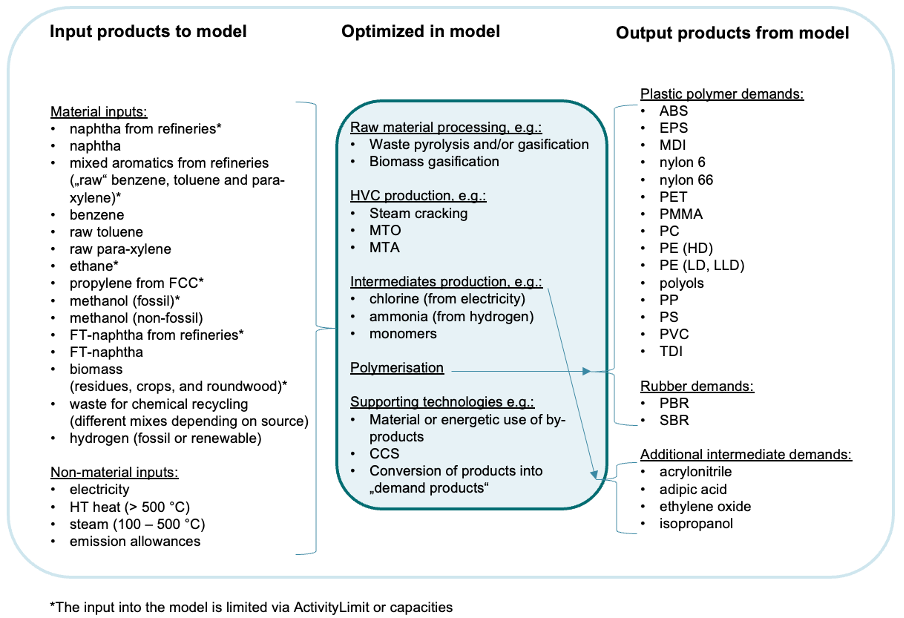 Input products to model
Material inputs:
• naphtha from refineries*
• naphtha
• mixed aromatics from refineries
(„raw“ benzene, toluene and para-
xylene)*
• benzene
• raw toluene
• raw para-xylene
• ethane*
• propylene from FCC*
• methanol (fossil)*
• methanol (non-fossil)
• FT-naphtha from refineries*
• FT-naphtha
• biomass
(residues, crops, and roundwood)*
• waste for chemical recycling
(different mixes depending on source)
• hydrogen (fossil or renewable)
Non-material inputs:
• electricity
• HT heat (> 500 °C)
• steam (100 – 500 °C)
• emission allowances
Optimized in model
Raw material processing, e.g.:
• Waste pyrolysis and/or gasification
• Biomass gasification
HVC production, e.g.:
• Steam cracking
• MTO
• MTA
Intermediates production, e.g.:
• chlorine (from electricity)
• ammonia (from hydrogen)
• monomers
Polymerisation
Supporting technologies e.g.:
• Material or energetic use of by-
products
• CCS
• Conversion of products into
„demand products“
Output products from model
Plastic polymer demands:
• ABS
• EPS
• MDI
• nylon 6
• nylon 66
• PET
• PMMA
• PC
• PE (HD)
• PE (LD, LLD)
• polyols
• PP
• PS
• PVC
• TDI
Rubber demands:
• PBR
• SBR
Additional intermediate demands:
• acrylonitrile
• adipic acid
• ethylene oxide
• isopropanol
*The input into the model is limited via ActivityLimit or capacities